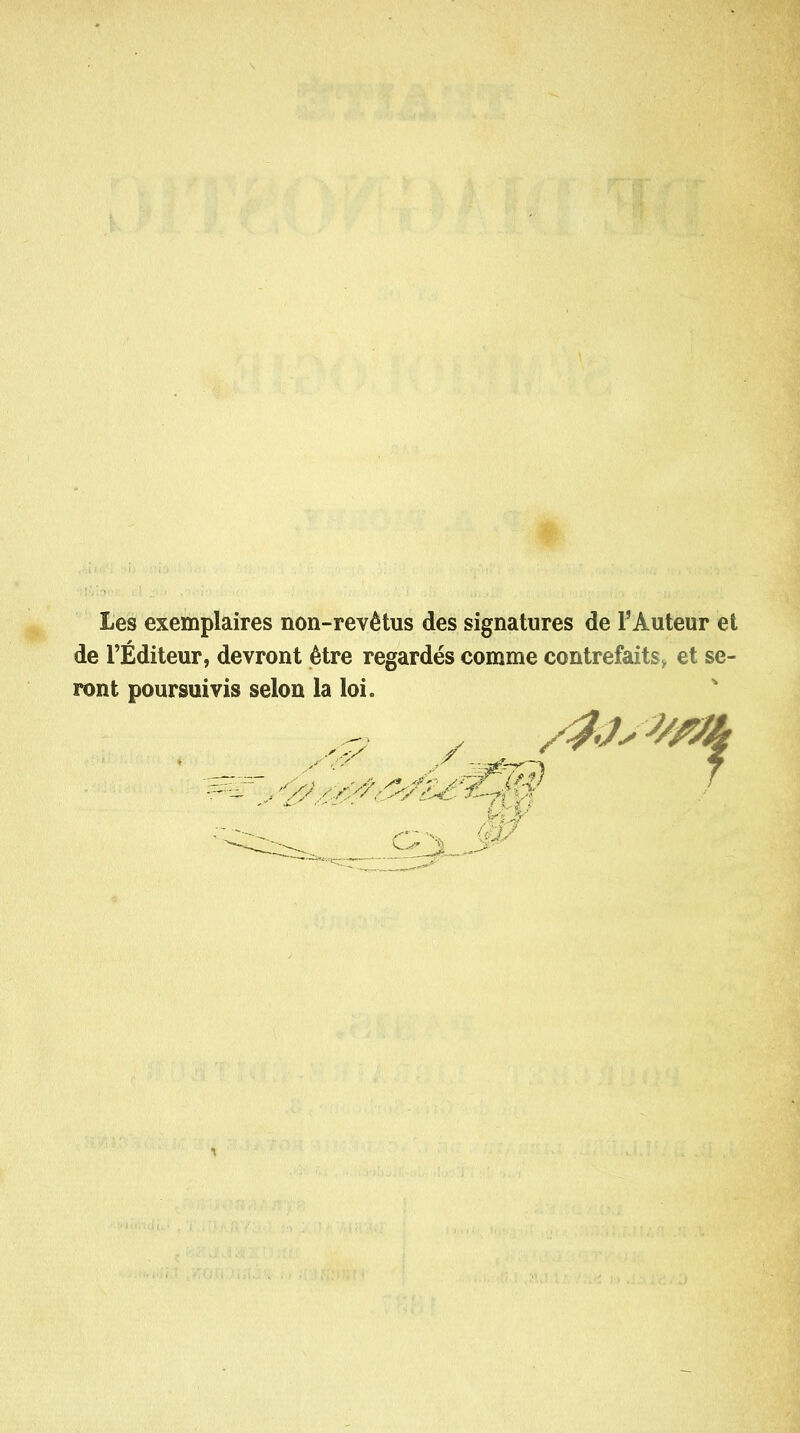 Les exemplaires non-revêtus des signatures de l'Auteur et
de l'Éditeur, devront être regardés comme contrefaits, et se-
ront poursuivis selon la loi.